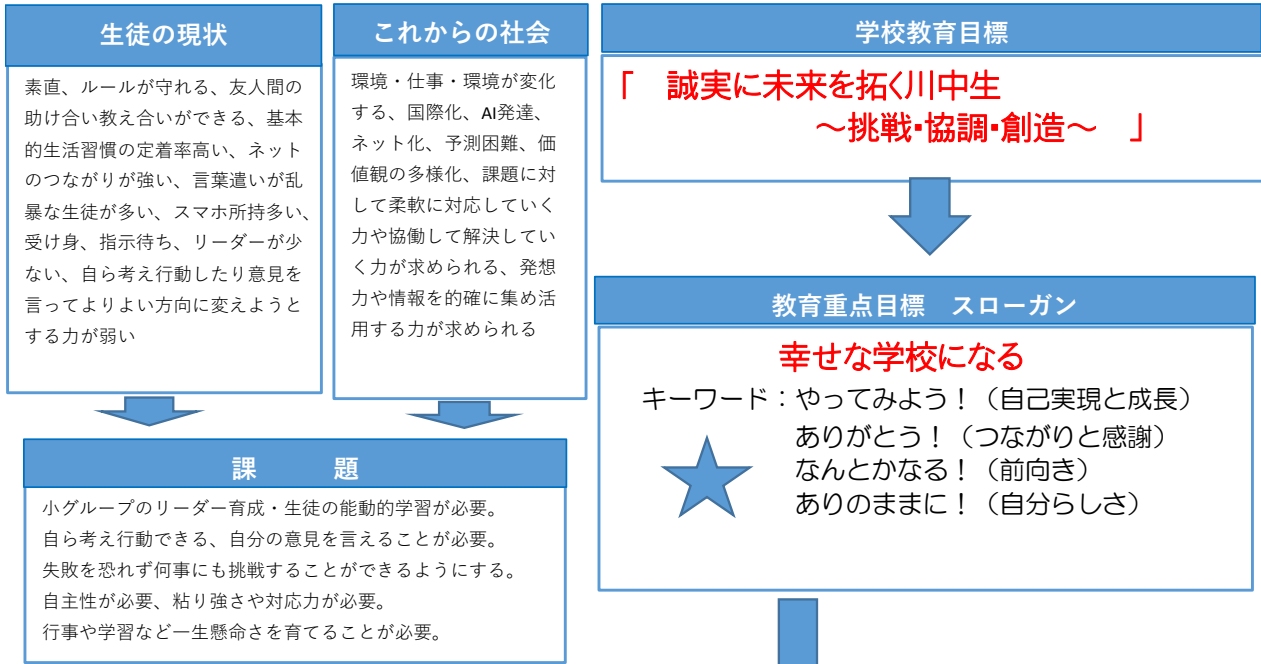 生徒の現状
素直、ルールが守れる、友人間の
助け合い教え合いができる、基本
的生活習慣の定着率高い、ネット
のつながりが強い、言葉遣いが乱
暴な生徒が多い、スマホ所持多い、
受け身、指示待ち、リーダーが少
ない、自ら考え行動したり意見を
言ってよりよい方向に変えようと
する力が弱い
これからの社会
環境・仕事・環境が変化
する、国際化、AI発達、
ネット化、予測困難、価
値観の多様化、課題に対
して柔軟に対応していく
力や協働して解決してい
く力が求められる、発想
力や情報を的確に集め活
用する力が求められる
課　　題
小グループのリーダー育成・生徒の能動的学習が必要。
自ら考え行動できる、自分の意見を言えることが必要。
失敗を恐れず何事にも挑戦することができるようにする。
自主性が必要、粘り強さや対応力が必要。
行事や学習など一生懸命さを育てることが必要。
学校教育目標
「　誠実に未来を拓く川中生
～挑戦・協調・創造～　」
教育重点目標　スローガン
幸せな学校になる
キーワード：やってみよう！（自己実現と成長）
ありがとう！（つながりと感謝）
なんとかなる！（前向き）
ありのままに！（自分らしさ）